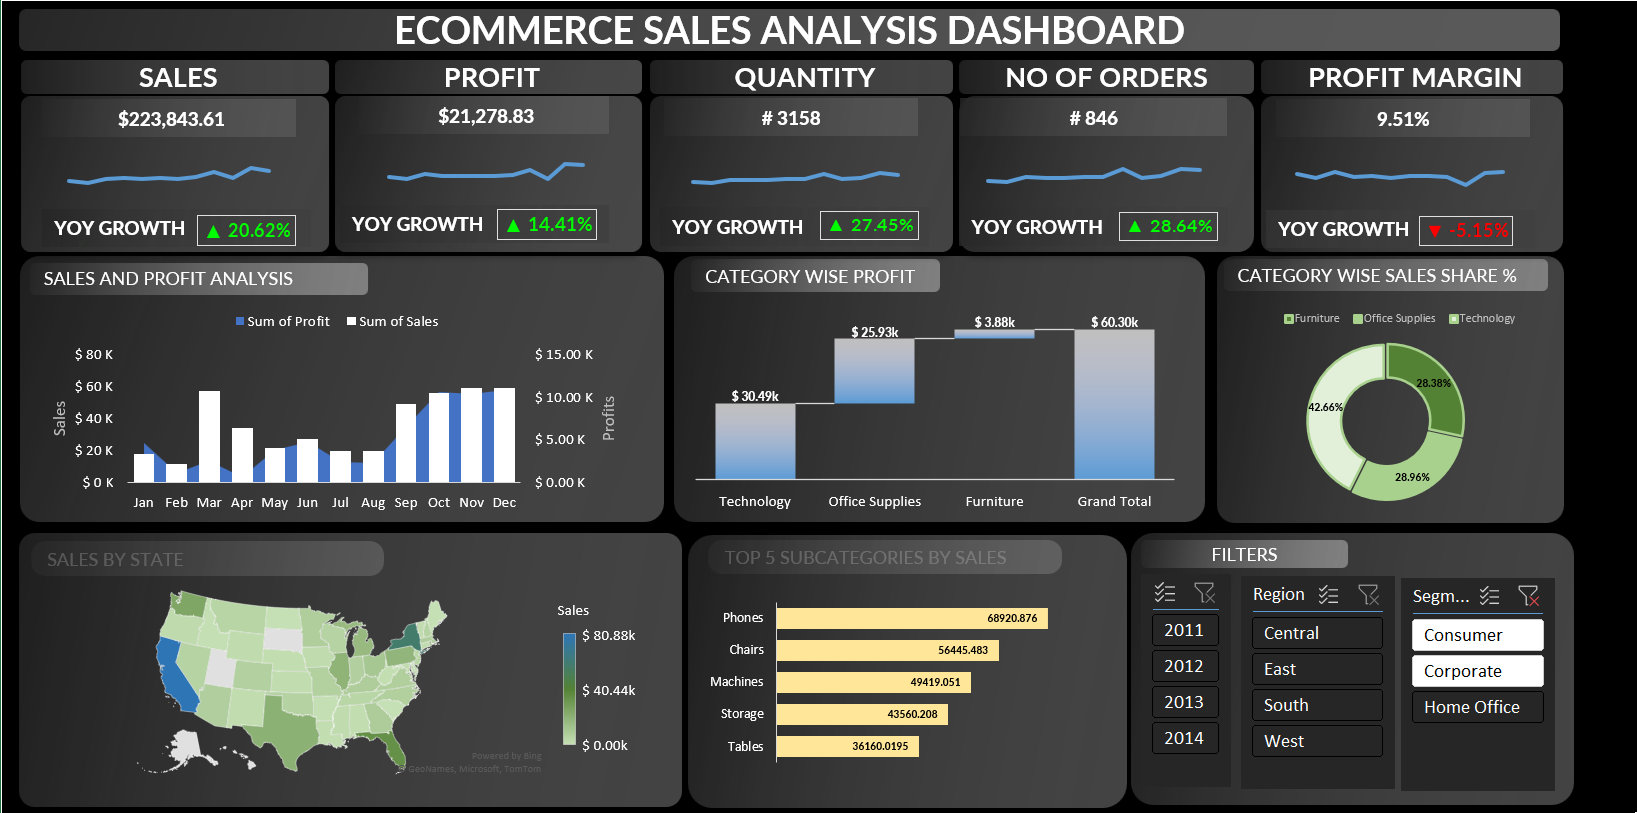 ECOMMERCE SALES ANALYSIS DASHBOARD
SALES
$223,843.61
YOY GROWTH ▲ 20.62%
PROFIT
$21,278.83
YOY GROWTH ▲ 14.41%
QUANTITY
# 3158
YOY GROWTH ▲ 27.45%
NO OF ORDERS
# 846
YOY GROWTH ▲ 28.64%
PROFIT MARGIN
9.51%
YOY GROWTH ▼ -5.15%
SALES AND PROFIT ANALYSIS
Sum of Profit Sum of Sales
Sales
$ 80 K
$ 60 K
$ 40 K
$ 20 K
$ 0 K
$ 15.00 K
$ 10.00 K
$ 5.00 K
$ 0.00 K
Profits
Jan Feb Mar Apr May Jun Jul Aug Sep Oct Nov Dec
CATEGORY WISE PROFIT
$ 30.49k
$ 25.93k
$ 3.88k
$ 60.30k
Technology Office Supplies Furniture Grand Total
CATEGORY WISE SALES SHARE %
Furniture Office Supplies Technology
28.38%
42.66%
28.96%
SALES BY STATE
Sales
$ 80.88k
$ 40.44k
$ 0.00k
Powered by Bing
© GeoNames, Microsoft, TomTom
TOP 5 SUBCATEGORIES BY SALES
Phones 68920.876
Chairs 56445.483
Machines 49419.051
Storage 43560.208
Tables 36160.0195
FILTERS
2011
2012
2013
2014
Region
Central
East
South
West
Segm...
Consumer
Corporate
Home Office